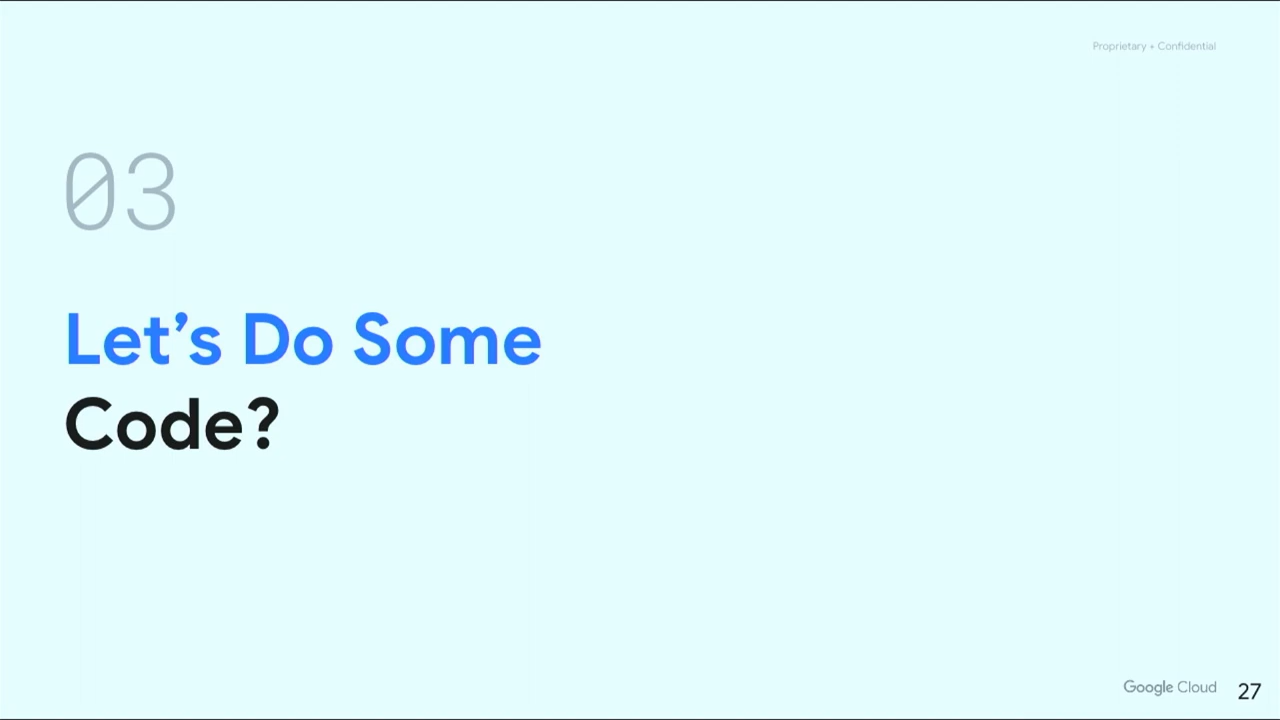 Proprietary + Confidential
03
Let’s Do Some
Code?
Google Cloud
27